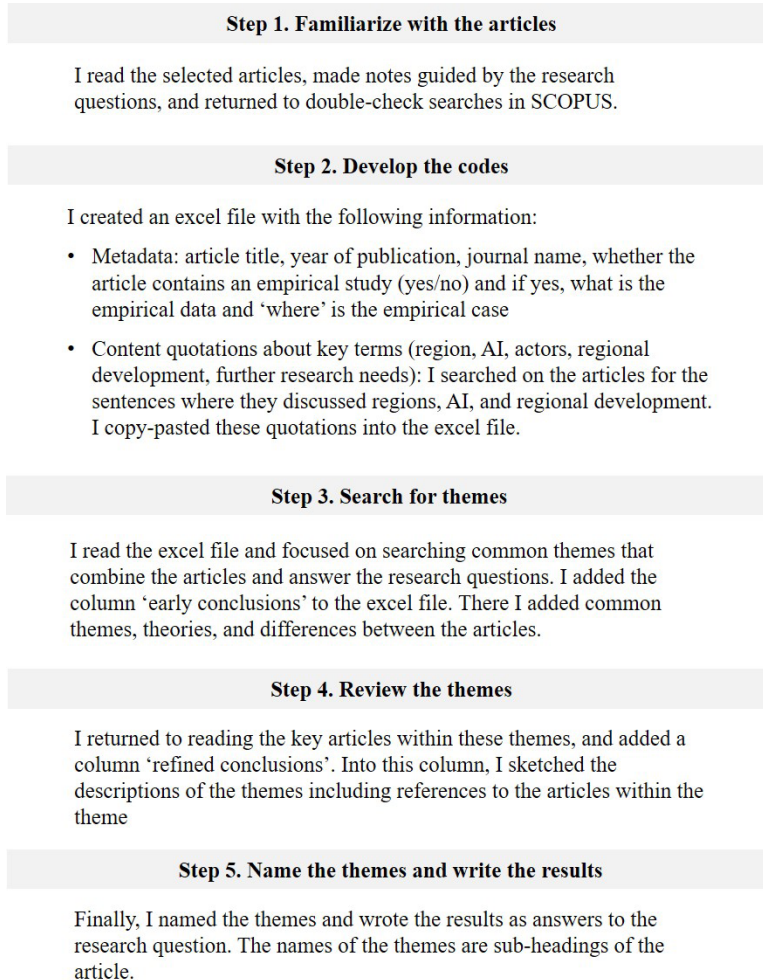 Step 1. Familiarize with the articles
I read the selected articles, made notes guided by the research
questions, and returned to double-check searches in SCOPUS.
Step 2. Develop the codes
I created an excel file with the following information:
• Metadata: article title, year of publication, journal name, whether the
article contains an empirical study (yes/no) and if yes, what is the
empirical data and ‘where’ is the empirical case
• Content quotations about key terms (region, AI, actors, regional
development, further research needs): I searched on the articles for the
sentences where they discussed regions, AI, and regional development.
I copy-pasted these quotations into the excel file.
Step 3. Search for themes
I read the excel file and focused on searching common themes that
combine the articles and answer the research questions. I added the
column ‘early conclusions’ to the excel file. There I added common
themes, theories, and differences between the articles.
Step 4. Review the themes
I returned to reading the key articles within these themes, and added a
column ‘refined conclusions’. Into this column, I sketched the
descriptions of the themes including references to the articles within the
theme
Step 5. Name the themes and write the results
Finally, I named the themes and wrote the results as answers to the
research question. The names of the themes are sub-headings of the
article.